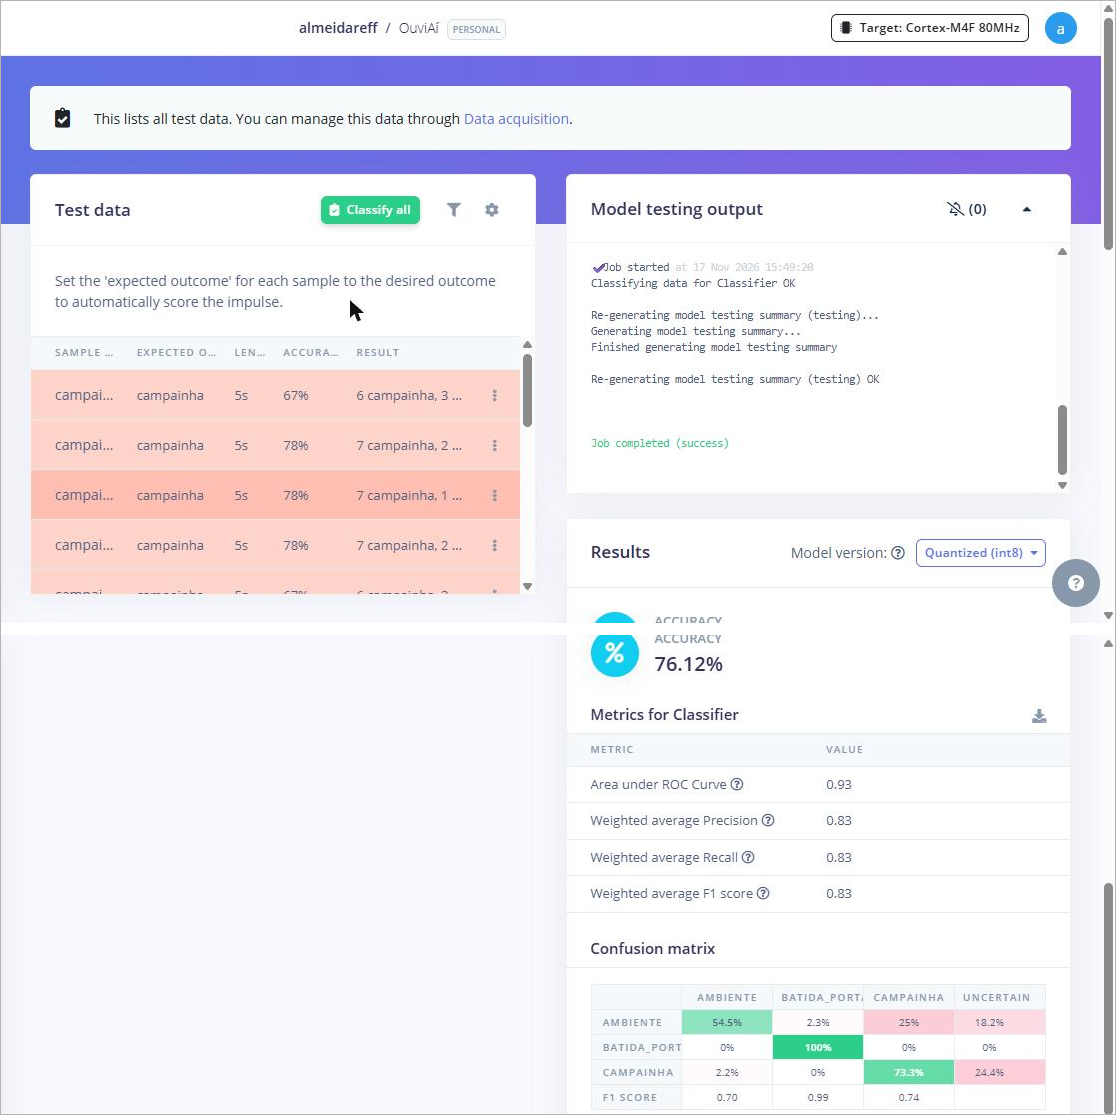 almeidareff / OuviAí PERSONAL
Target: Cortex-M4F 80MHz
a
This lists all test data. You can manage this data through Data acquisition.
Test data
Classify all
Set the 'expected outcome' for each sample to the desired outcome
to automatically score the impulse.
SAMPLE ... EXPECTED O... LEN... ACCURA... RESULT
campai... campainha 5s 67% 6 campainha, 3 ...
campai... campainha 5s 78% 7 campainha, 2 ...
campai... campainha 5s 78% 7 campainha, 1 ...
campai... campainha 5s 78% 7 campainha, 2 ...
Model testing output
(0)
Job started at 17 Nov 2026 15:49:20
Classifying data for Classifier OK
Re-generating model testing summary (testing)...
Generating model testing summary...
Finished generating model testing summary
Re-generating model testing summary (testing) OK
Job completed (success)
Results
Model version: ? Quantized (int8)
?
ACCURACY
ACCURACY
%
76.12%
Metrics for Classifier
METRIC VALUE
Area under ROC Curve ? 0.93
Weighted average Precision ? 0.83
Weighted average Recall ? 0.83
Weighted average F1 score ? 0.83
Confusion matrix
AMBIENTE BATIDA_PORTA CAMPAINHA UNCERTAIN
AMBIENTE 54.5% 2.3% 25% 18.2%
BATIDA_PORT 0% 100% 0% 0%
CAMPAINHA 2.2% 0% 73.3% 24.4%
F1 SCORE 0.70 0.99 0.74